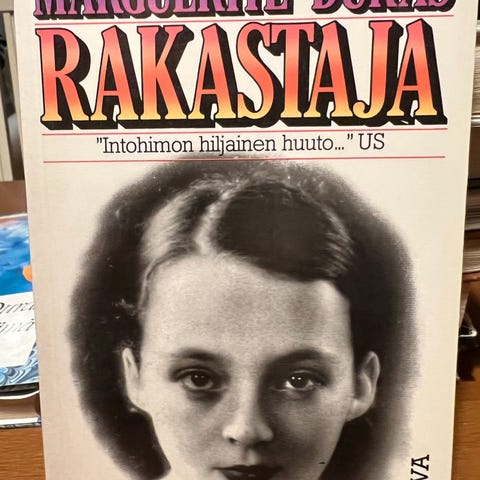 MARGUERITE DURAS
RAKASTAJA
"Intohimon hiljainen huuto..." US